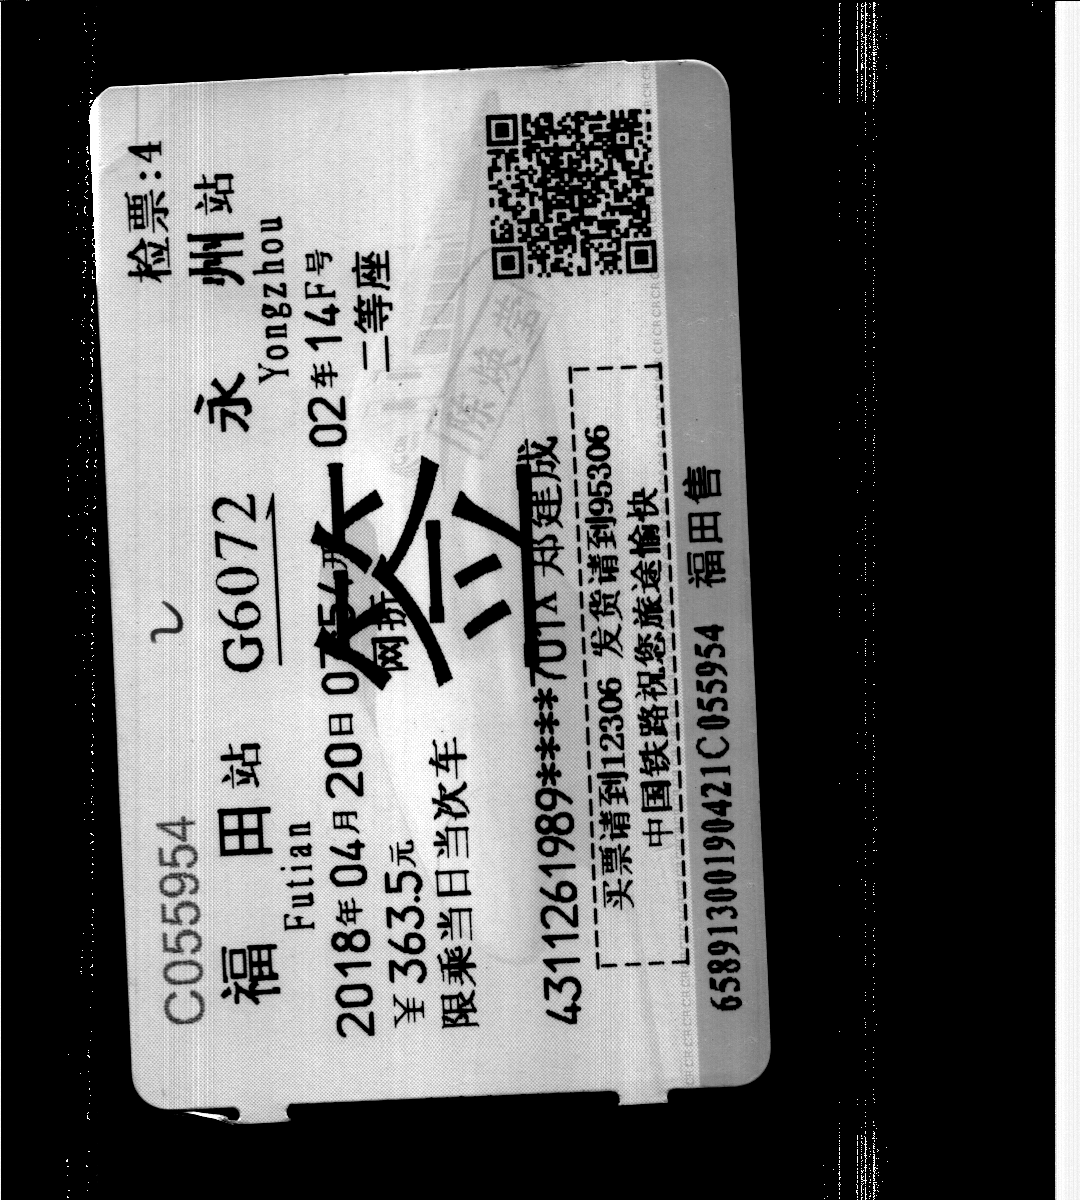 C055954 检票:4
福田站 G6072 永州站
Futian Yongzhou
2018年04月20日 开 02车14F号
¥363.5元 网折 二等座
限乘当日当次车
签
4311261989****701X 郑建成
买票请到12306 发货请到95306
中国铁路祝您旅途愉快
65891300190421C055954 福田售